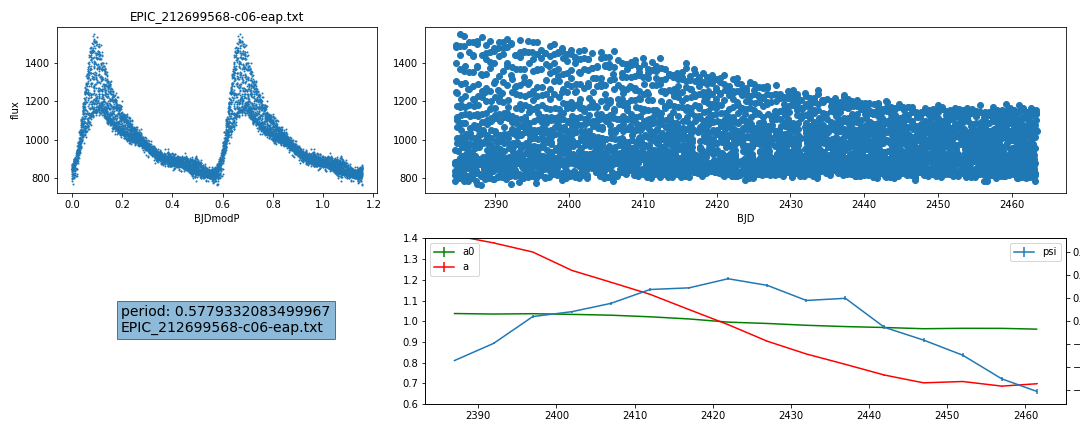 EPIC_212699568-c06-eap.txt
flux
1400
1200
1000
800
0.0 0.2 0.4 0.6 0.8 1.0 1.2
BJDmodP
1400
1200
1000
800
2390 2400 2410 2420 2430 2440 2450 2460
BJD
period: 0.5779332083499967
EPIC_212699568-c06-eap.txt
1.4
1.3
1.2
1.1
1.0
0.9
0.8
0.7
0.6
a0
a
psi
2390 2400 2410 2420 2430 2440 2450 2460